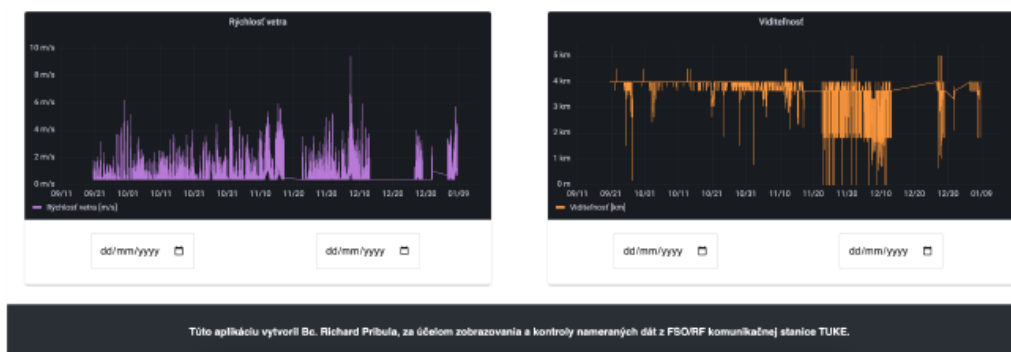 Rýchlosť vetra
10 m/s
8 m/s
6 m/s
4 m/s
2 m/s
0 m/s
09/11 09/21 10/01 10/11 10/21 10/31 11/10 11/20 11/30 12/10 12/20 12/30 01/09
Rýchlosť vetra [m/s]
dd/mm/yyyy
dd/mm/yyyy
Viditeľnosť
5 km
4 km
3 km
2 km
1 km
0 m
09/11 09/21 10/01 10/11 10/21 10/31 11/10 11/20 11/30 12/10 12/20 12/30 01/09
Viditeľnosť [km]
dd/mm/yyyy
dd/mm/yyyy
Túto aplikáciu vytvoril Bc. Richard Pribula, za účelom zobrazovania a kontroly nameraných dát z FSO/RF komunikačnej stanice TUKE.